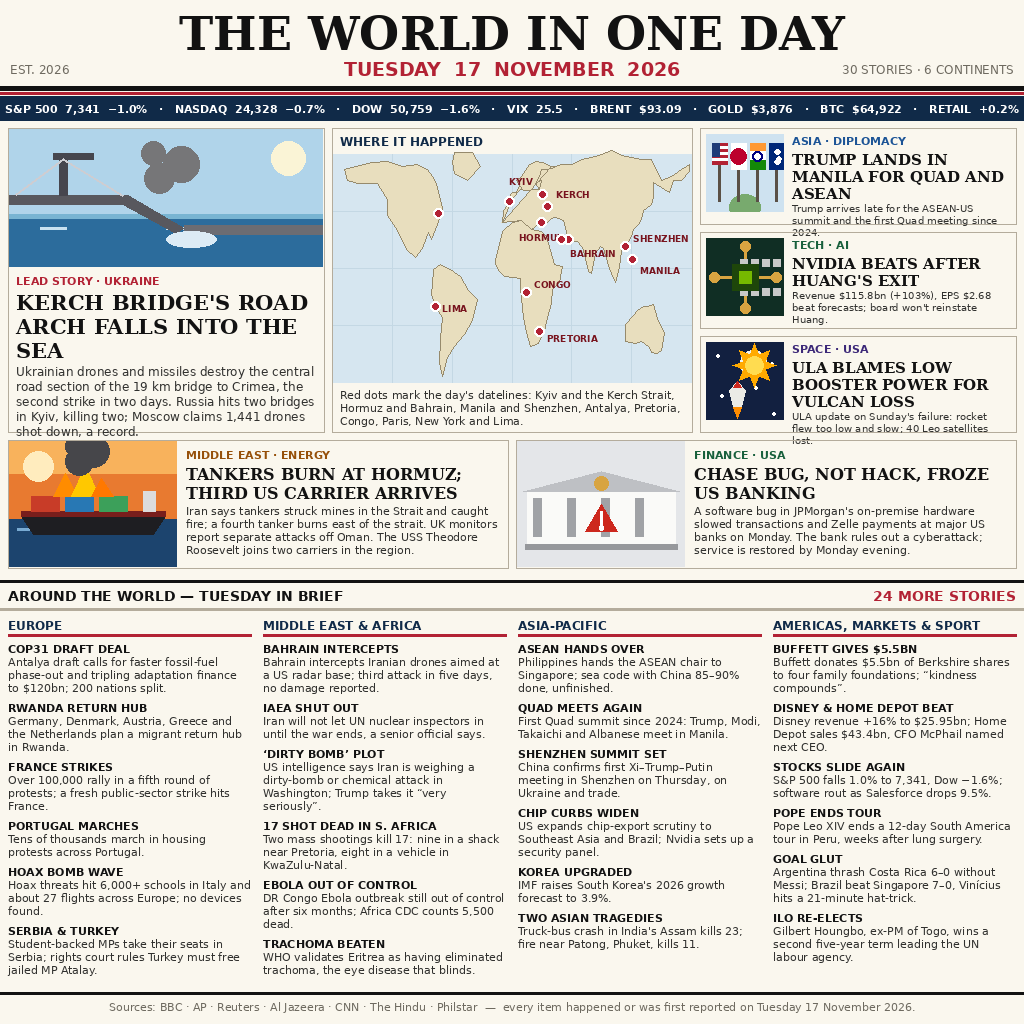 THE WORLD IN ONE DAY
EST. 2026
TUESDAY 17 NOVEMBER 2026
30 STORIES · 6 CONTINENTS
S&P 500 7,341 −1.0% · NASDAQ 24,328 −0.7% · DOW 50,759 −1.6% · VIX 25.5 · BRENT $93.09 · GOLD $3,876 · BTC $64,922 · RETAIL +0.2%
LEAD STORY · UKRAINE
KERCH BRIDGE'S ROAD
ARCH FALLS INTO THE
SEA
Ukrainian drones and missiles destroy the central
road section of the 19 km bridge to Crimea, the
second strike in two days. Russia hits two bridges
in Kyiv, killing two; Moscow claims 1,441 drones
shot down, a record.
WHERE IT HAPPENED
KYIV
KERCH
HORMUZ
BAHRAIN
SHENZHEN
MANILA
CONGO
LIMA
PRETORIA
Red dots mark the day's datelines: Kyiv and the Kerch Strait,
Hormuz and Bahrain, Manila and Shenzhen, Antalya, Pretoria,
Congo, Paris, New York and Lima.
ASIA · DIPLOMACY
TRUMP LANDS IN
MANILA FOR QUAD AND
ASEAN
Trump arrives late for the ASEAN-US
summit and the first Quad meeting since
2024.
TECH · AI
NVIDIA BEATS AFTER
HUANG'S EXIT
Revenue $115.8bn (+103%), EPS $2.68
beat forecasts; board won't reinstate
Huang.
SPACE · USA
ULA BLAMES LOW
BOOSTER POWER FOR
VULCAN LOSS
ULA update on Sunday's failure: rocket
flew too low and slow; 40 Leo satellites
lost.
MIDDLE EAST · ENERGY
TANKERS BURN AT HORMUZ;
THIRD US CARRIER ARRIVES
Iran says tankers struck mines in the Strait and caught
fire; a fourth tanker burns east of the strait. UK monitors
report separate attacks off Oman. The USS Theodore
Roosevelt joins two carriers in the region.
FINANCE · USA
CHASE BUG, NOT HACK, FROZE
US BANKING
A software bug in JPMorgan's on-premise hardware
slowed transactions and Zelle payments at major US
banks on Monday. The bank rules out a cyberattack;
service is restored by Monday evening.
AROUND THE WORLD — TUESDAY IN BRIEF
24 MORE STORIES
EUROPE
COP31 DRAFT DEAL
Antalya draft calls for faster fossil-fuel
phase-out and tripling adaptation finance
to $120bn; 200 nations split.
RWANDA RETURN HUB
Germany, Denmark, Austria, Greece and
the Netherlands plan a migrant return hub
in Rwanda.
FRANCE STRIKES
Over 100,000 rally in a fifth round of
protests; a fresh public-sector strike hits
France.
PORTUGAL MARCHES
Tens of thousands march in housing
protests across Portugal.
HOAX BOMB WAVE
Hoax threats hit 6,000+ schools in Italy and
about 27 flights across Europe; no devices
found.
SERBIA & TURKEY
Student-backed MPs take their seats in
Serbia; rights court rules Turkey must free
jailed MP Atalay.
MIDDLE EAST & AFRICA
BAHRAIN INTERCEPTS
Bahrain intercepts Iranian drones aimed at
a US radar base; third attack in five days,
no damage reported.
IAEA SHUT OUT
Iran will not let UN nuclear inspectors in
until the war ends, a senior official says.
‘DIRTY BOMB’ PLOT
US intelligence says Iran is weighing a
dirty-bomb or chemical attack in
Washington; Trump takes it “very
seriously”.
17 SHOT DEAD IN S. AFRICA
Two mass shootings kill 17: nine in a shack
near Pretoria, eight in a vehicle in
KwaZulu-Natal.
EBOLA OUT OF CONTROL
DR Congo Ebola outbreak still out of control
after six months; Africa CDC counts 5,500
dead.
TRACHOMA BEATEN
WHO validates Eritrea as having eliminated
trachoma, the eye disease that blinds.
ASIA-PACIFIC
ASEAN HANDS OVER
Philippines hands the ASEAN chair to
Singapore; sea code with China 85–90%
done, unfinished.
QUAD MEETS AGAIN
First Quad summit since 2024: Trump, Modi,
Takaichi and Albanese meet in Manila.
SHENZHEN SUMMIT SET
China confirms first Xi–Trump–Putin
meeting in Shenzhen on Thursday, on
Ukraine and trade.
CHIP CURBS WIDEN
US expands chip-export scrutiny to
Southeast Asia and Brazil; Nvidia sets up a
security panel.
KOREA UPGRADED
IMF raises South Korea's 2026 growth
forecast to 3.9%.
TWO ASIAN TRAGEDIES
Truck-bus crash in India's Assam kills 23;
fire near Patong, Phuket, kills 11.
AMERICAS, MARKETS & SPORT
BUFFETT GIVES $5.5BN
Buffett donates $5.5bn of Berkshire shares
to four family foundations; “kindness
compounds”.
DISNEY & HOME DEPOT BEAT
Disney revenue +16% to $25.95bn; Home
Depot sales $43.4bn, CFO McPhail named
next CEO.
STOCKS SLIDE AGAIN
S&P 500 falls 1.0% to 7,341, Dow −1.6%;
software rout as Salesforce drops 9.5%.
POPE ENDS TOUR
Pope Leo XIV ends a 12-day South America
tour in Peru, weeks after lung surgery.
GOAL GLUT
Argentina thrash Costa Rica 6–0 without
Messi; Brazil beat Singapore 7–0, Vinícius
hits a 21-minute hat-trick.
ILO RE-ELECTS
Gilbert Houngbo, ex-PM of Togo, wins a
second five-year term leading the UN
labour agency.
Sources: BBC · AP · Reuters · Al Jazeera · CNN · The Hindu · Philstar — every item happened or was first reported on Tuesday 17 November 2026.